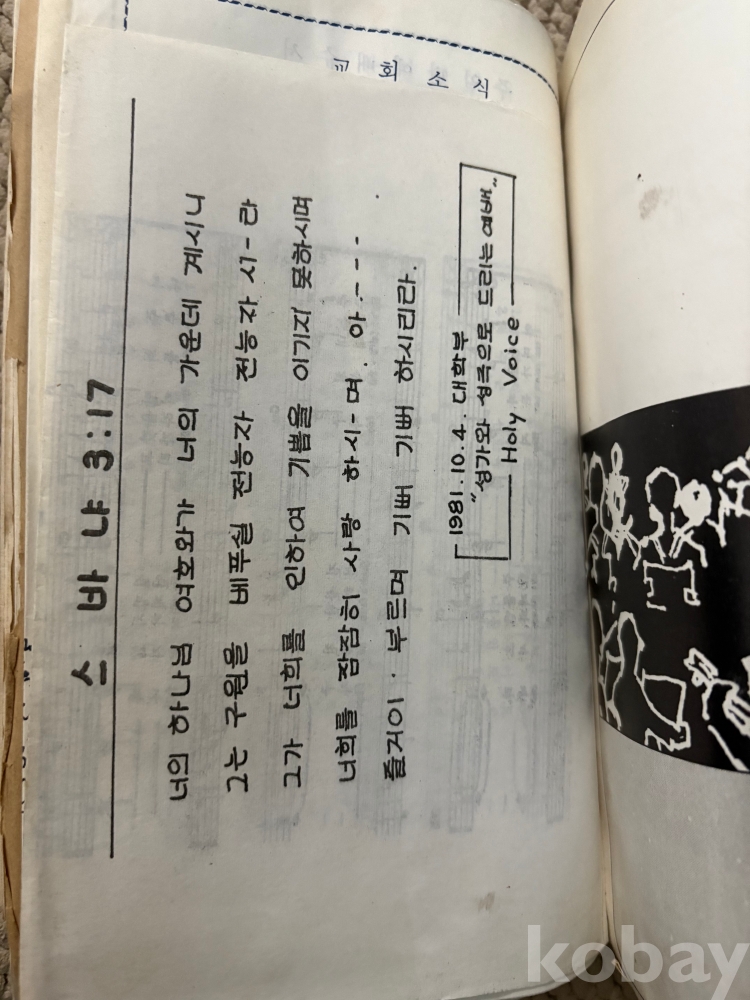 교 회 소 식
스 바 냐 3:17
너의 하나님 여호와가 너의 가운데 계시니
그는 구원을 베푸실 전능자 전능자 시-라
그가 너희를 인하여 기쁨을 이기지 못하시며
너희를 잠잠히 사랑 하시-며. 아.---
즐거이. 부르며 기뻐 기뻐 하시리라.
1981.10.4. 대학부
"성가와 성극으로 드리는 예배"
Holy Voice
kobay